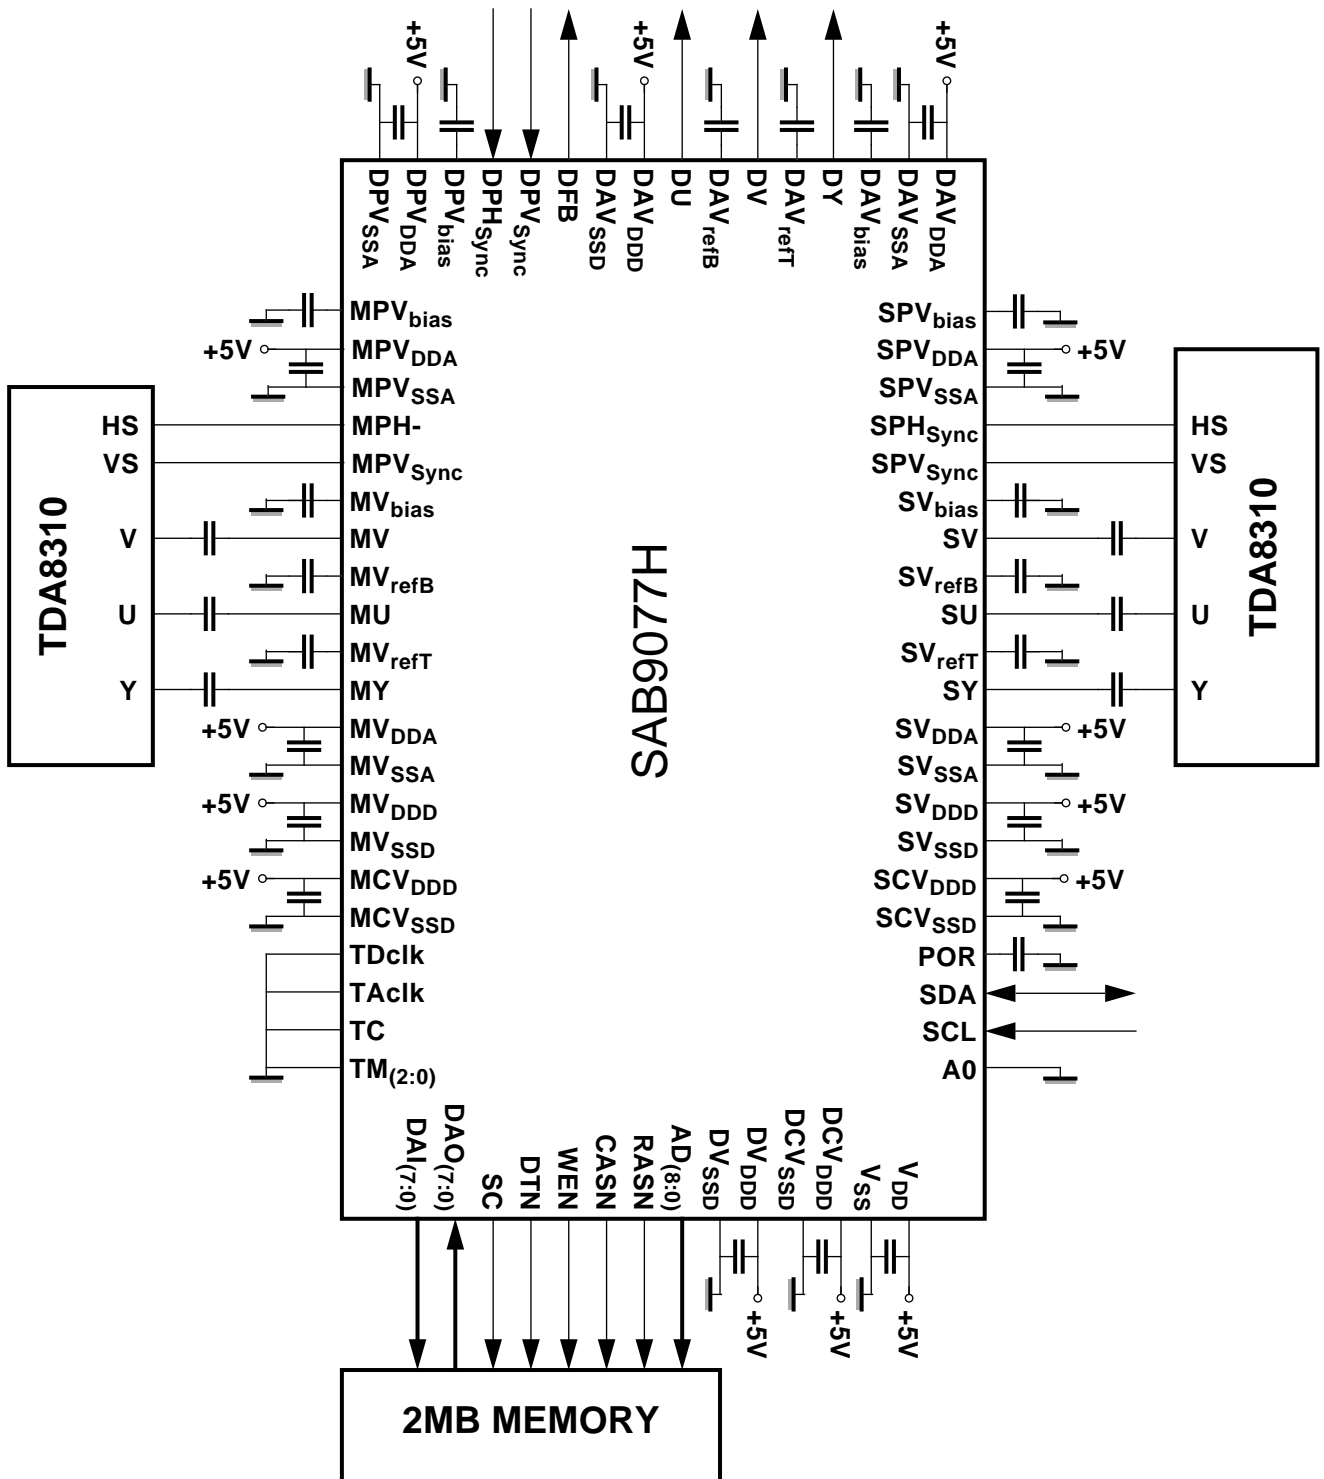 +5V +5V +5V
DPVSSA DPVDDA DPVbias DPHSync DPVSync DFB DAVSSD DAVDDD DU DAVrefB DV DAVrefT DY DAVbias DAVSSA DAVDDA
MPVbias SPVbias
+5V MPVDDA SPVDDA +5V
MPVSSA SPVSSA
HS MPH- SPHSync HS
VS MPVSync SPVSync VS
MVbias SVbias
V MV SV V
MVrefB SVrefB
U MU SU U
MVrefT SVrefT
Y MY SY Y
TDA8310 SAB9077H TDA8310
+5V MVDDA SVDDA +5V
MVSSA SVSSA
+5V MVDDD SVDDD +5V
MVSSD SVSSD
+5V MCVDDD SCVDDD +5V
MCVSSD SCVSSD
TDclk POR
TAclk SDA
TC SCL
TM(2:0) A0
DAI(7:0) DAO(7:0) SC DTN WEN CASN RASN AD(8:0) DVSSD DVDDD DCVSSD DCVDDD VSS VDD
+5V +5V +5V
2MB MEMORY